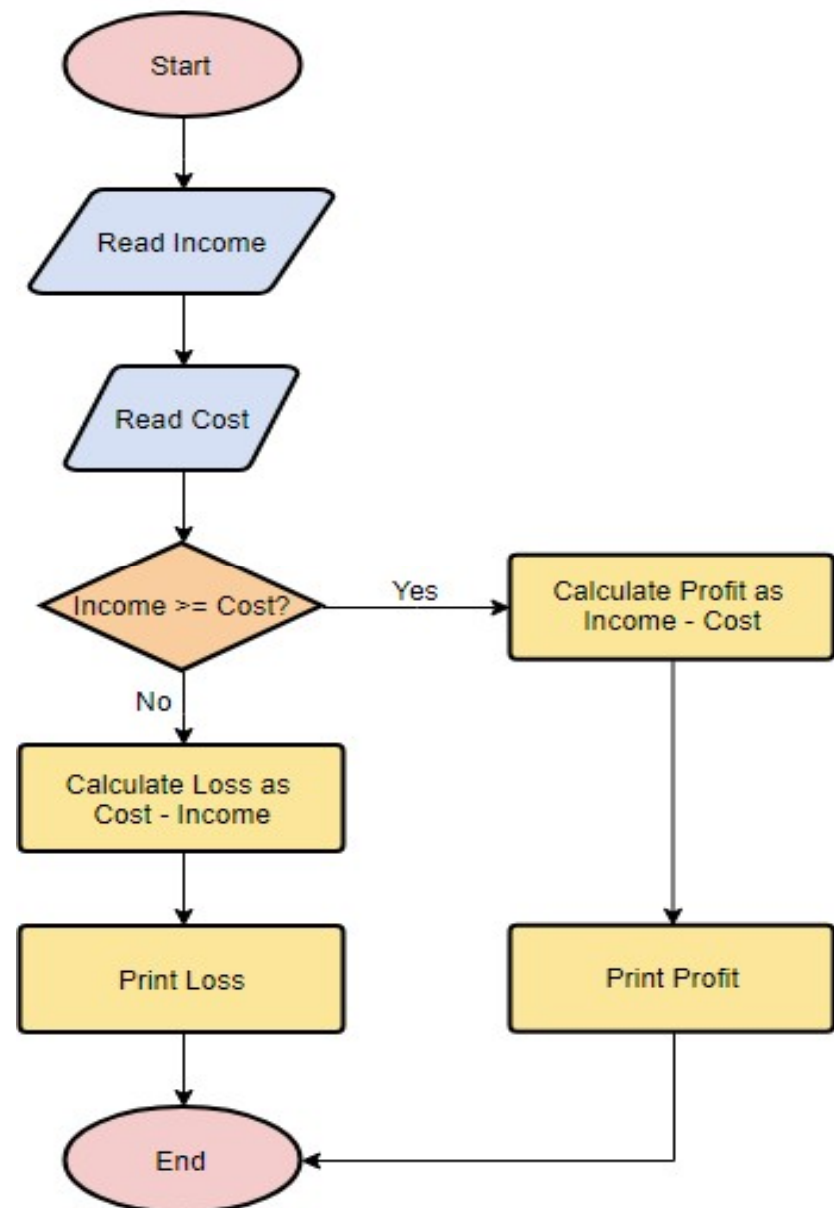 Start
Read Income
Read Cost
Income >= Cost?
Yes
Calculate Profit as
Income - Cost
No
Calculate Loss as
Cost - Income
Print Loss
Print Profit
End